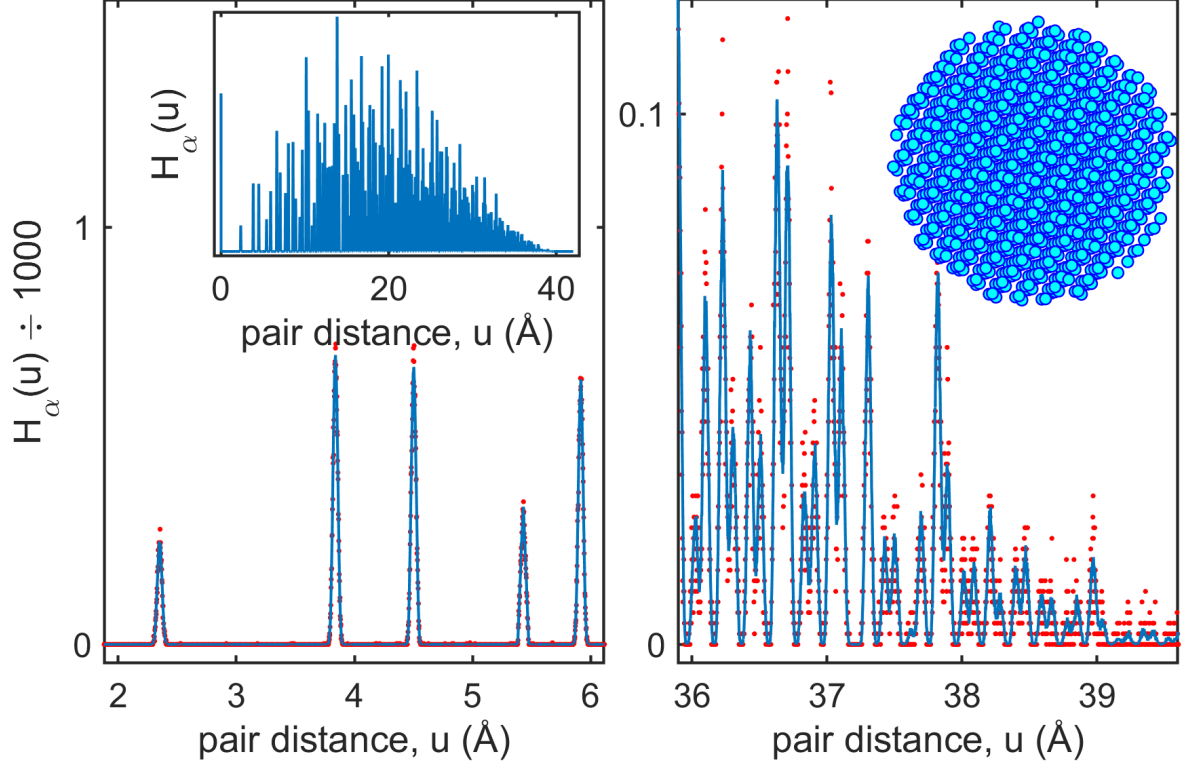 H_α(u) ÷ 1000
1
0
2 3 4 5 6
pair distance, u (Å)
H_α(u)
0 20 40
pair distance, u (Å)
0.1
0
36 37 38 39
pair distance, u (Å)